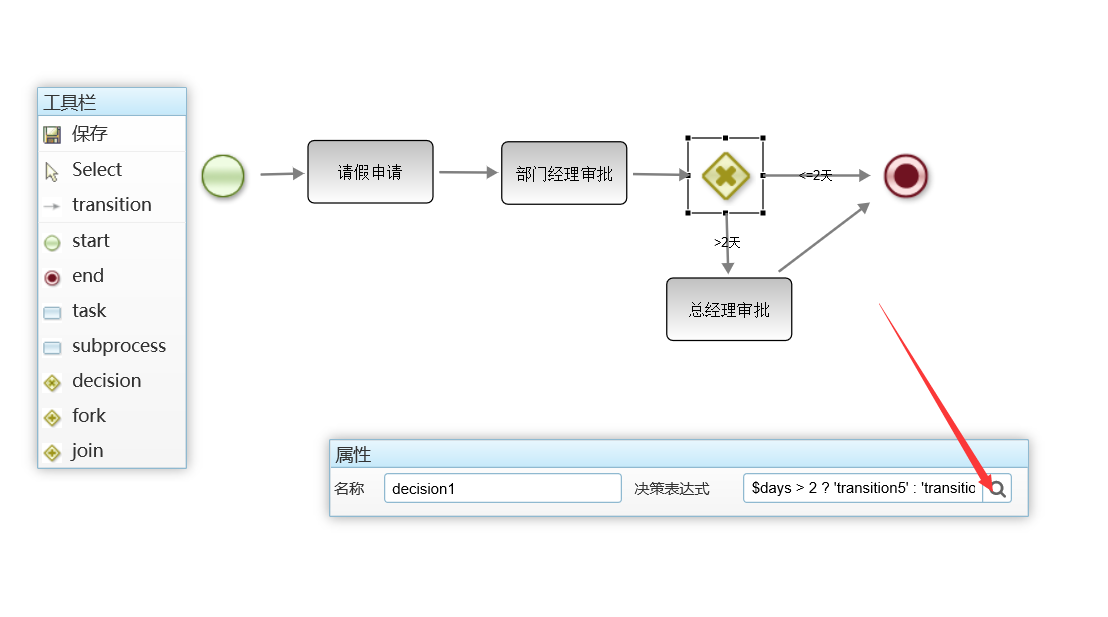 工具栏
保存
Select
transition
start
end
task
subprocess
decision
fork
join
请假申请
部门经理审批
<=2天
>2天
总经理审批
属性
名称
decision1
决策表达式
$days > 2 ? 'transition5' : 'transitio